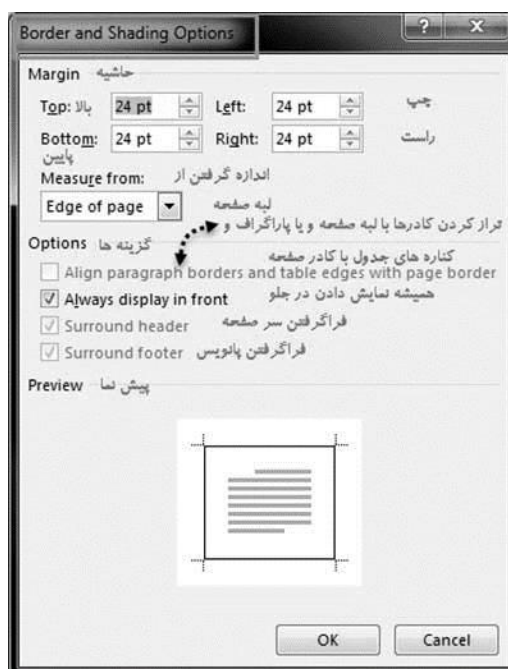 Border and Shading Options
Margin حاشیه
Top: بالا 24 pt Left: 24 pt چپ
Bottom: 24 pt Right: 24 pt راست
پایین
Measure from: اندازه گرفتن از
Edge of page لبه صفحه
تراز کردن کادرها با لبه صفحه و یا پاراگراف و
Options گزینه ها
کناره های جدول با کادر صفحه
Align paragraph borders and table edges with page border
Always display in front همیشه نمایش دادن در جلو
Surround header فراگرفتن سر صفحه
Surround footer فراگرفتن پانویس
Preview پیش نما
OK Cancel